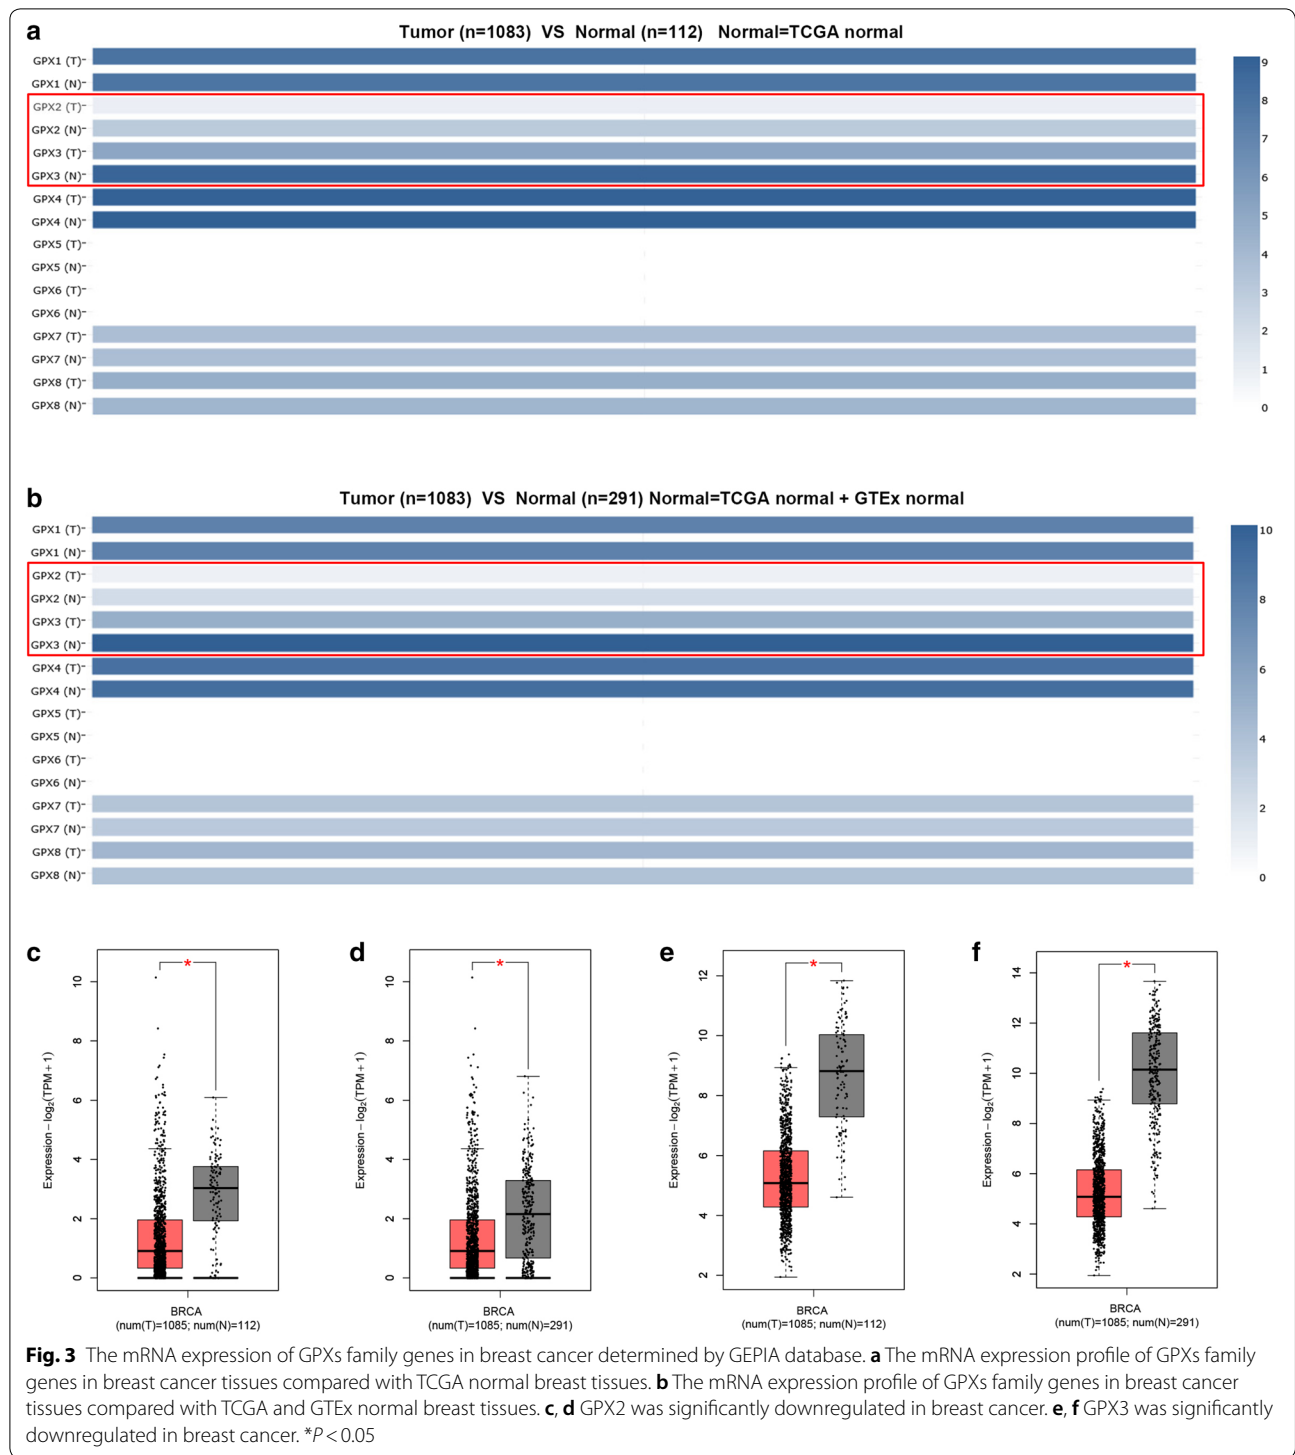 a
Tumor (n=1083) VS Normal (n=112) Normal=TCGA normal
GPX1 (T)
GPX1 (N)
GPX2 (T)
GPX2 (N)
GPX3 (T)
GPX3 (N)
GPX4 (T)
GPX4 (N)
GPX5 (T)
GPX5 (N)
GPX6 (T)
GPX6 (N)
GPX7 (T)
GPX7 (N)
GPX8 (T)
GPX8 (N)
9
8
7
6
5
4
3
2
1
0
b
Tumor (n=1083) VS Normal (n=291) Normal=TCGA normal + GTEx normal
GPX1 (T)
GPX1 (N)
GPX2 (T)
GPX2 (N)
GPX3 (T)
GPX3 (N)
GPX4 (T)
GPX4 (N)
GPX5 (T)
GPX5 (N)
GPX6 (T)
GPX6 (N)
GPX7 (T)
GPX7 (N)
GPX8 (T)
GPX8 (N)
10
8
6
4
2
0
c
*
Expression − log₂(TPM + 1)
10
8
6
4
2
0
BRCA
(num(T)=1085; num(N)=112)
d
*
Expression − log₂(TPM + 1)
10
8
6
4
2
0
BRCA
(num(T)=1085; num(N)=291)
e
*
Expression − log₂(TPM + 1)
12
10
8
6
4
2
BRCA
(num(T)=1085; num(N)=112)
f
*
Expression − log₂(TPM + 1)
14
12
10
8
6
4
2
BRCA
(num(T)=1085; num(N)=291)
Fig. 3 The mRNA expression of GPXs family genes in breast cancer determined by GEPIA database. a The mRNA expression profile of GPXs family
genes in breast cancer tissues compared with TCGA normal breast tissues. b The mRNA expression profile of GPXs family genes in breast cancer
tissues compared with TCGA and GTEx normal breast tissues. c, d GPX2 was significantly downregulated in breast cancer. e, f GPX3 was significantly
downregulated in breast cancer. *P < 0.05